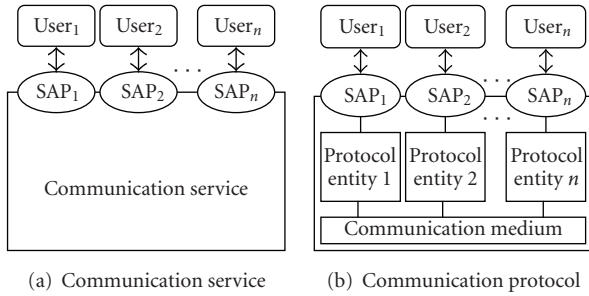 User1 User2 Usern
. . .
SAP1 SAP2 SAPn
Communication service
(a) Communication service
User1 User2 Usern
. . .
SAP1 SAP2 SAPn
. . .
Protocol entity 1
Protocol entity 2
Protocol entity n
Communication medium
(b) Communication protocol